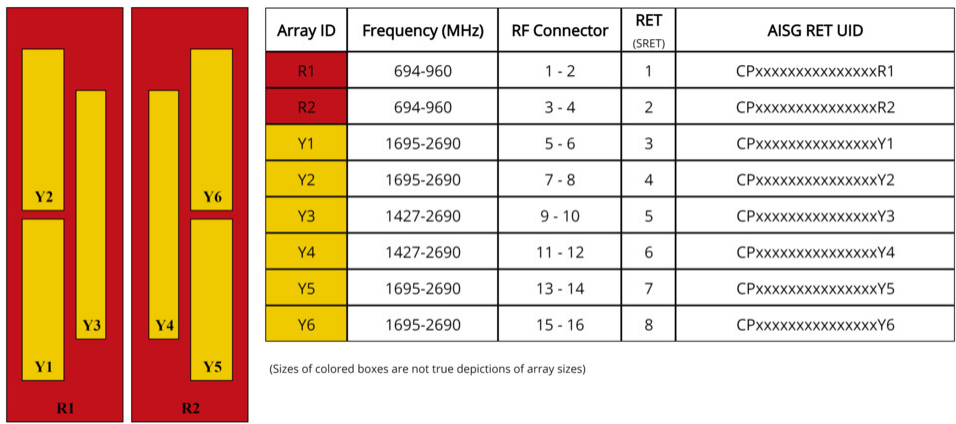 Array ID Frequency (MHz) RF Connector RET (SRET) AISG RET UID
R1 694-960 1 - 2 1 CPxxxxxxxxxxxxxxxR1
R2 694-960 3 - 4 2 CPxxxxxxxxxxxxxxxR2
Y1 1695-2690 5 - 6 3 CPxxxxxxxxxxxxxxxY1
Y2 1695-2690 7 - 8 4 CPxxxxxxxxxxxxxxxY2
Y3 1427-2690 9 - 10 5 CPxxxxxxxxxxxxxxxY3
Y4 1427-2690 11 - 12 6 CPxxxxxxxxxxxxxxxY4
Y5 1695-2690 13 - 14 7 CPxxxxxxxxxxxxxxxY5
Y6 1695-2690 15 - 16 8 CPxxxxxxxxxxxxxxxY6
(Sizes of colored boxes are not true depictions of array sizes)
Y2 Y6
Y3 Y4
Y1 Y5
R1 R2